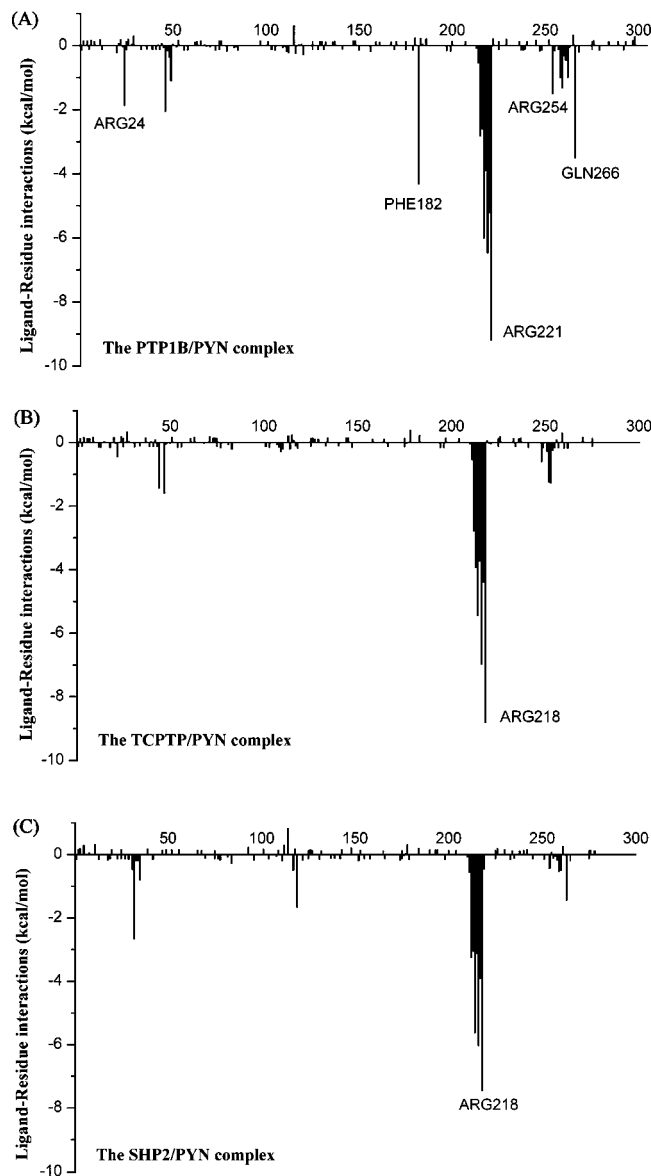 (A)
50 100 150 200 250 300
0
-2
-4
-6
-8
-10
Ligand-Residue interactions (kcal/mol)
ARG24
PHE182
ARG254
GLN266
ARG221
The PTP1B/PYN complex
(B)
50 100 150 200 250 300
0
-2
-4
-6
-8
-10
Ligand-Residue interactions (kcal/mol)
ARG218
The TCPTP/PYN complex
(C)
50 100 150 200 250 300
0
-2
-4
-6
-8
-10
Ligand-Residue interactions (kcal/mol)
ARG218
The SHP2/PYN complex